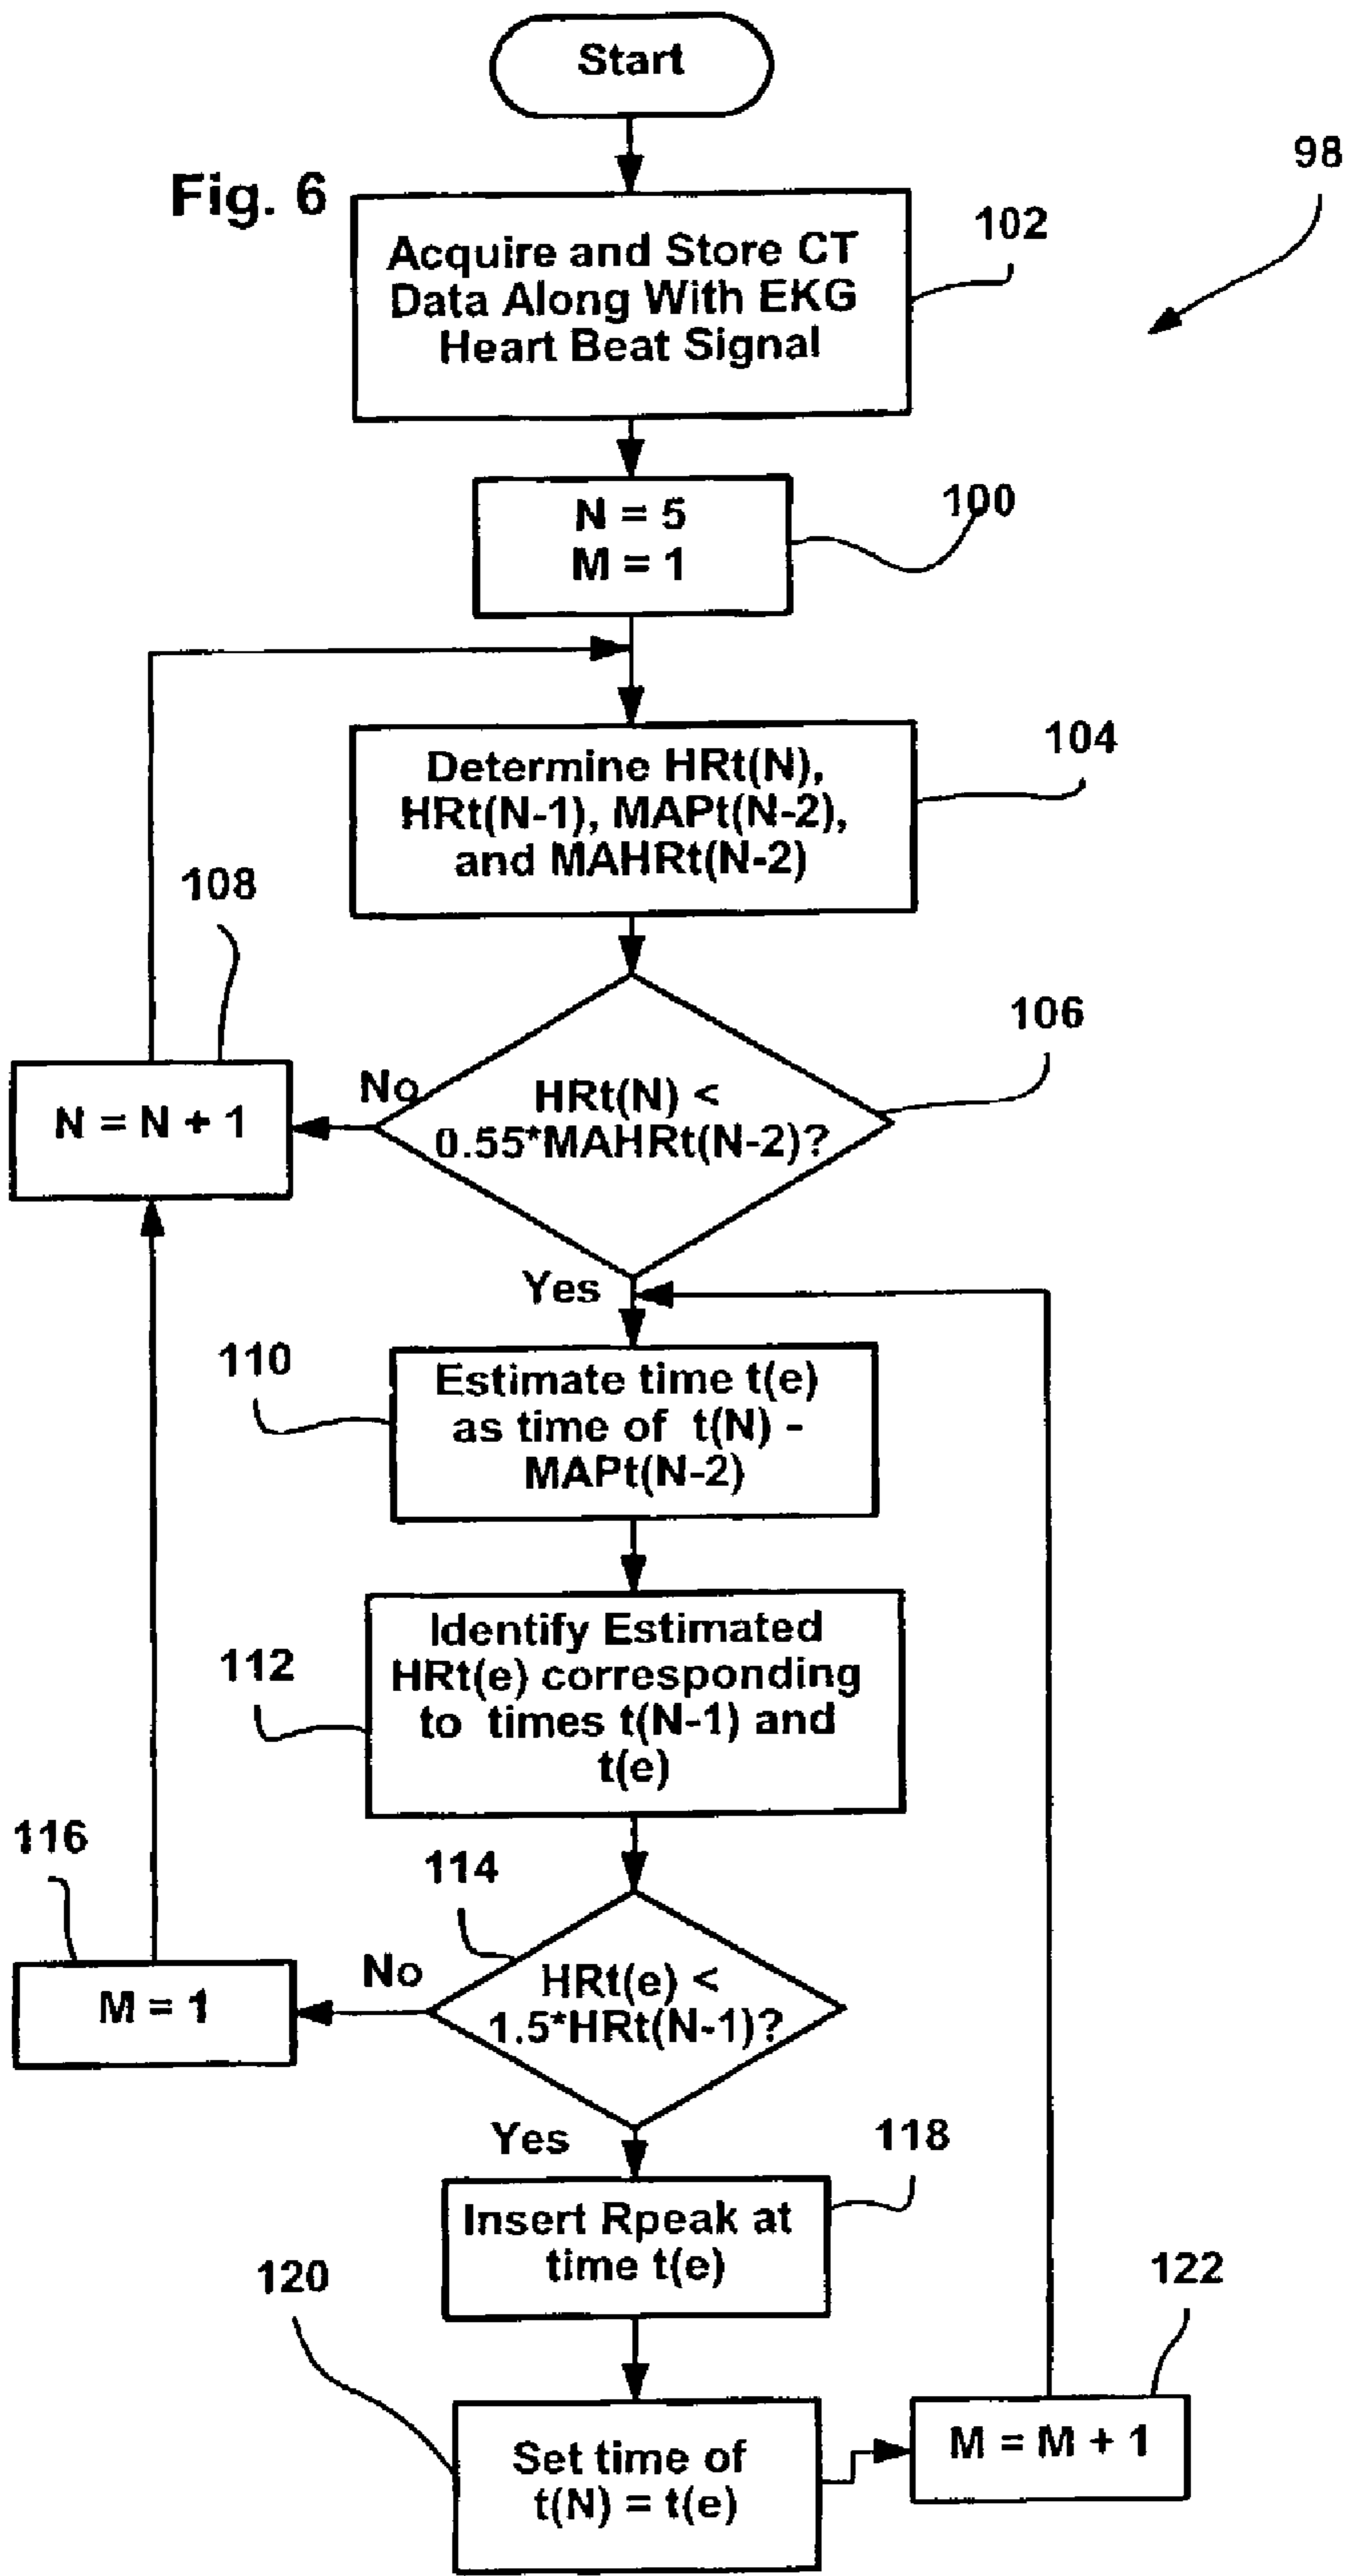 Start
Fig. 6
98
102
Acquire and Store CT
Data Along With EKG
Heart Beat Signal
100
N = 5
M = 1
104
Determine HRt(N),
HRt(N-1), MAPt(N-2),
and MAHRt(N-2)
108
106
No
HRt(N) <
0.55*MAHRt(N-2)?
N = N + 1
Yes
110
Estimate time t(e)
as time of t(N) -
MAPt(N-2)
112
Identify Estimated
HRt(e) corresponding
to times t(N-1) and
t(e)
116
114
No
HRt(e) <
1.5*HRt(N-1)?
M = 1
Yes
118
Insert Rpeak at
time t(e)
120
122
Set time of
t(N) = t(e)
M = M + 1